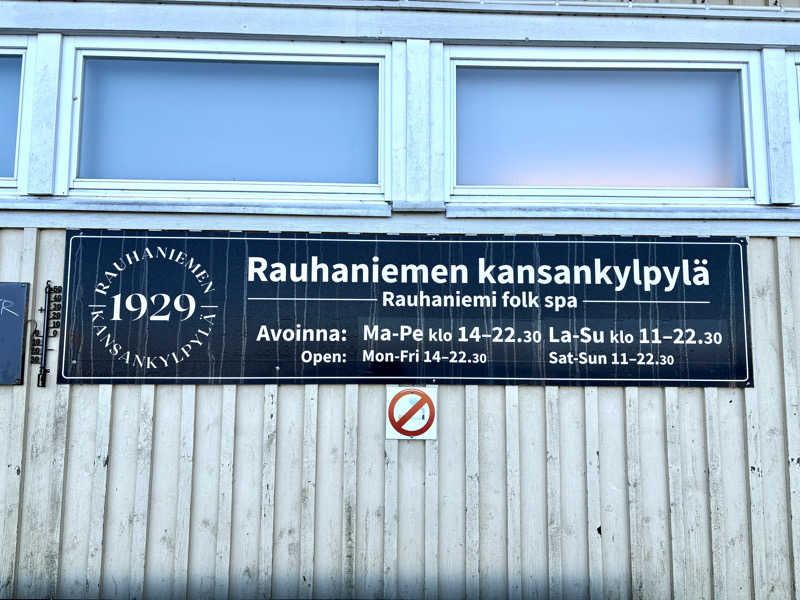 RAUHANIEMEN
1929
KANSANKYLPYLÄ
Rauhaniemen kansankylpylä
Rauhaniemi folk spa
Avoinna: Ma-Pe klo 14–22.30 La-Su klo 11–22.30
Open: Mon-Fri 14–22.30 Sat-Sun 11–22.30